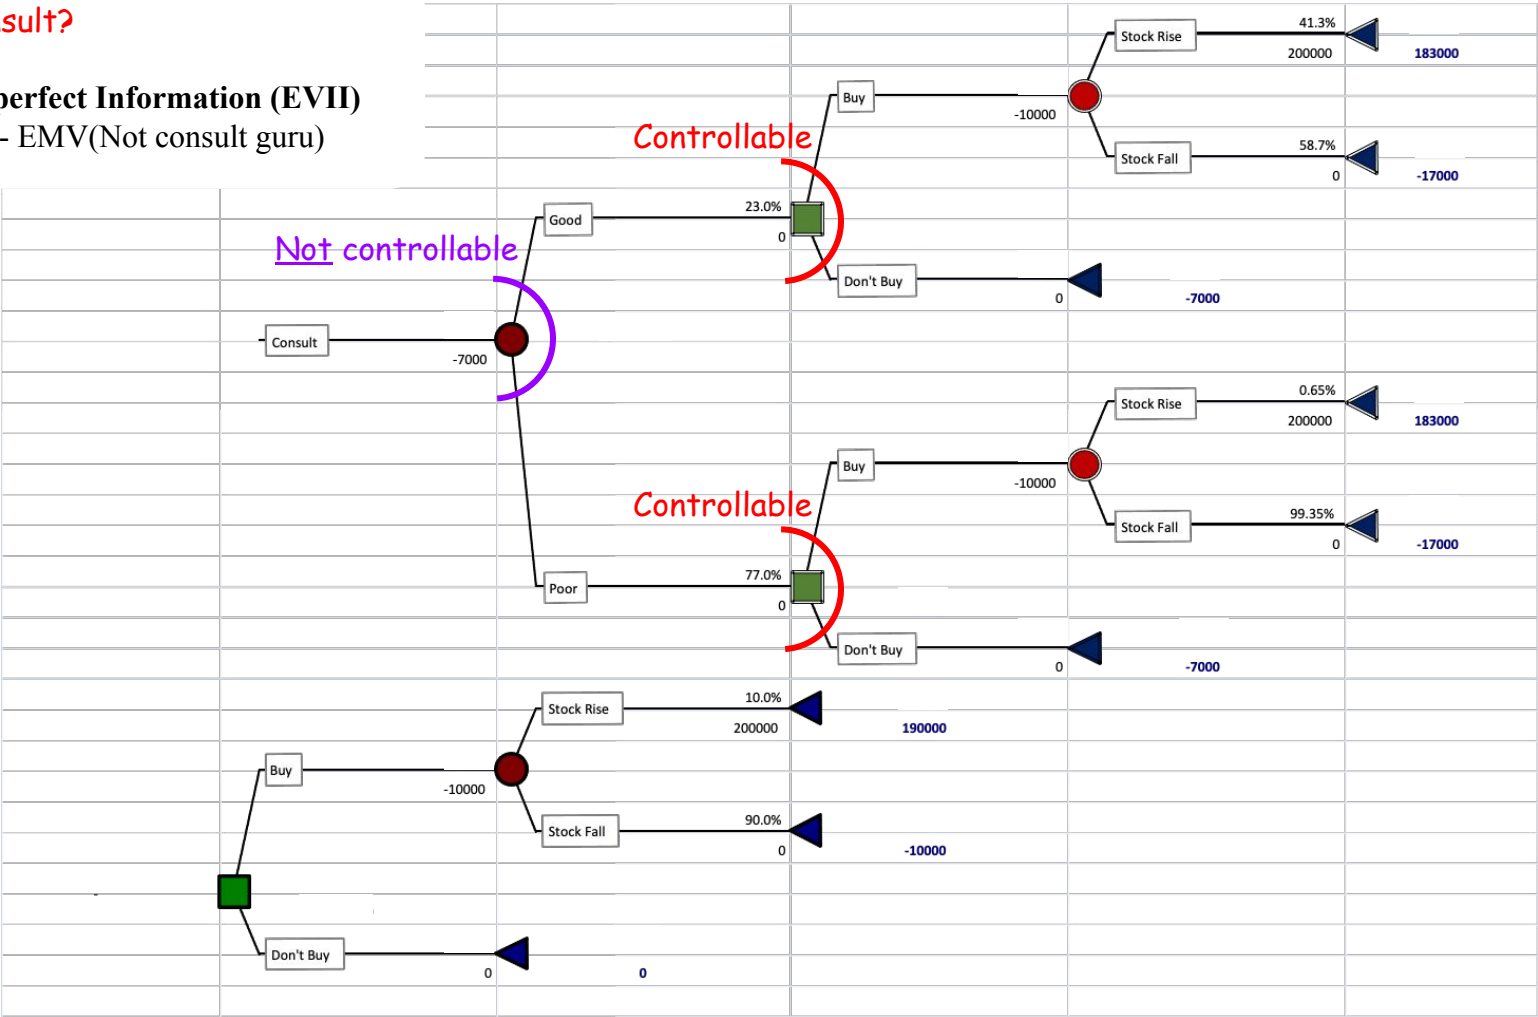 sult?
perfect Information (EVII)
- EMV(Not consult guru)
Stock Rise 41.3%
200000 183000
Buy
-10000
Controllable
Stock Fall 58.7%
0 -17000
Good 23.0%
0
Not controllable
Don't Buy
0 -7000
Consult
-7000
Stock Rise 0.65%
200000 183000
Buy
-10000
Controllable
Stock Fall 99.35%
0 -17000
Poor 77.0%
0
Don't Buy
0 -7000
Stock Rise 10.0%
200000 190000
Buy
-10000
Stock Fall 90.0%
0 -10000
Don't Buy
0 0